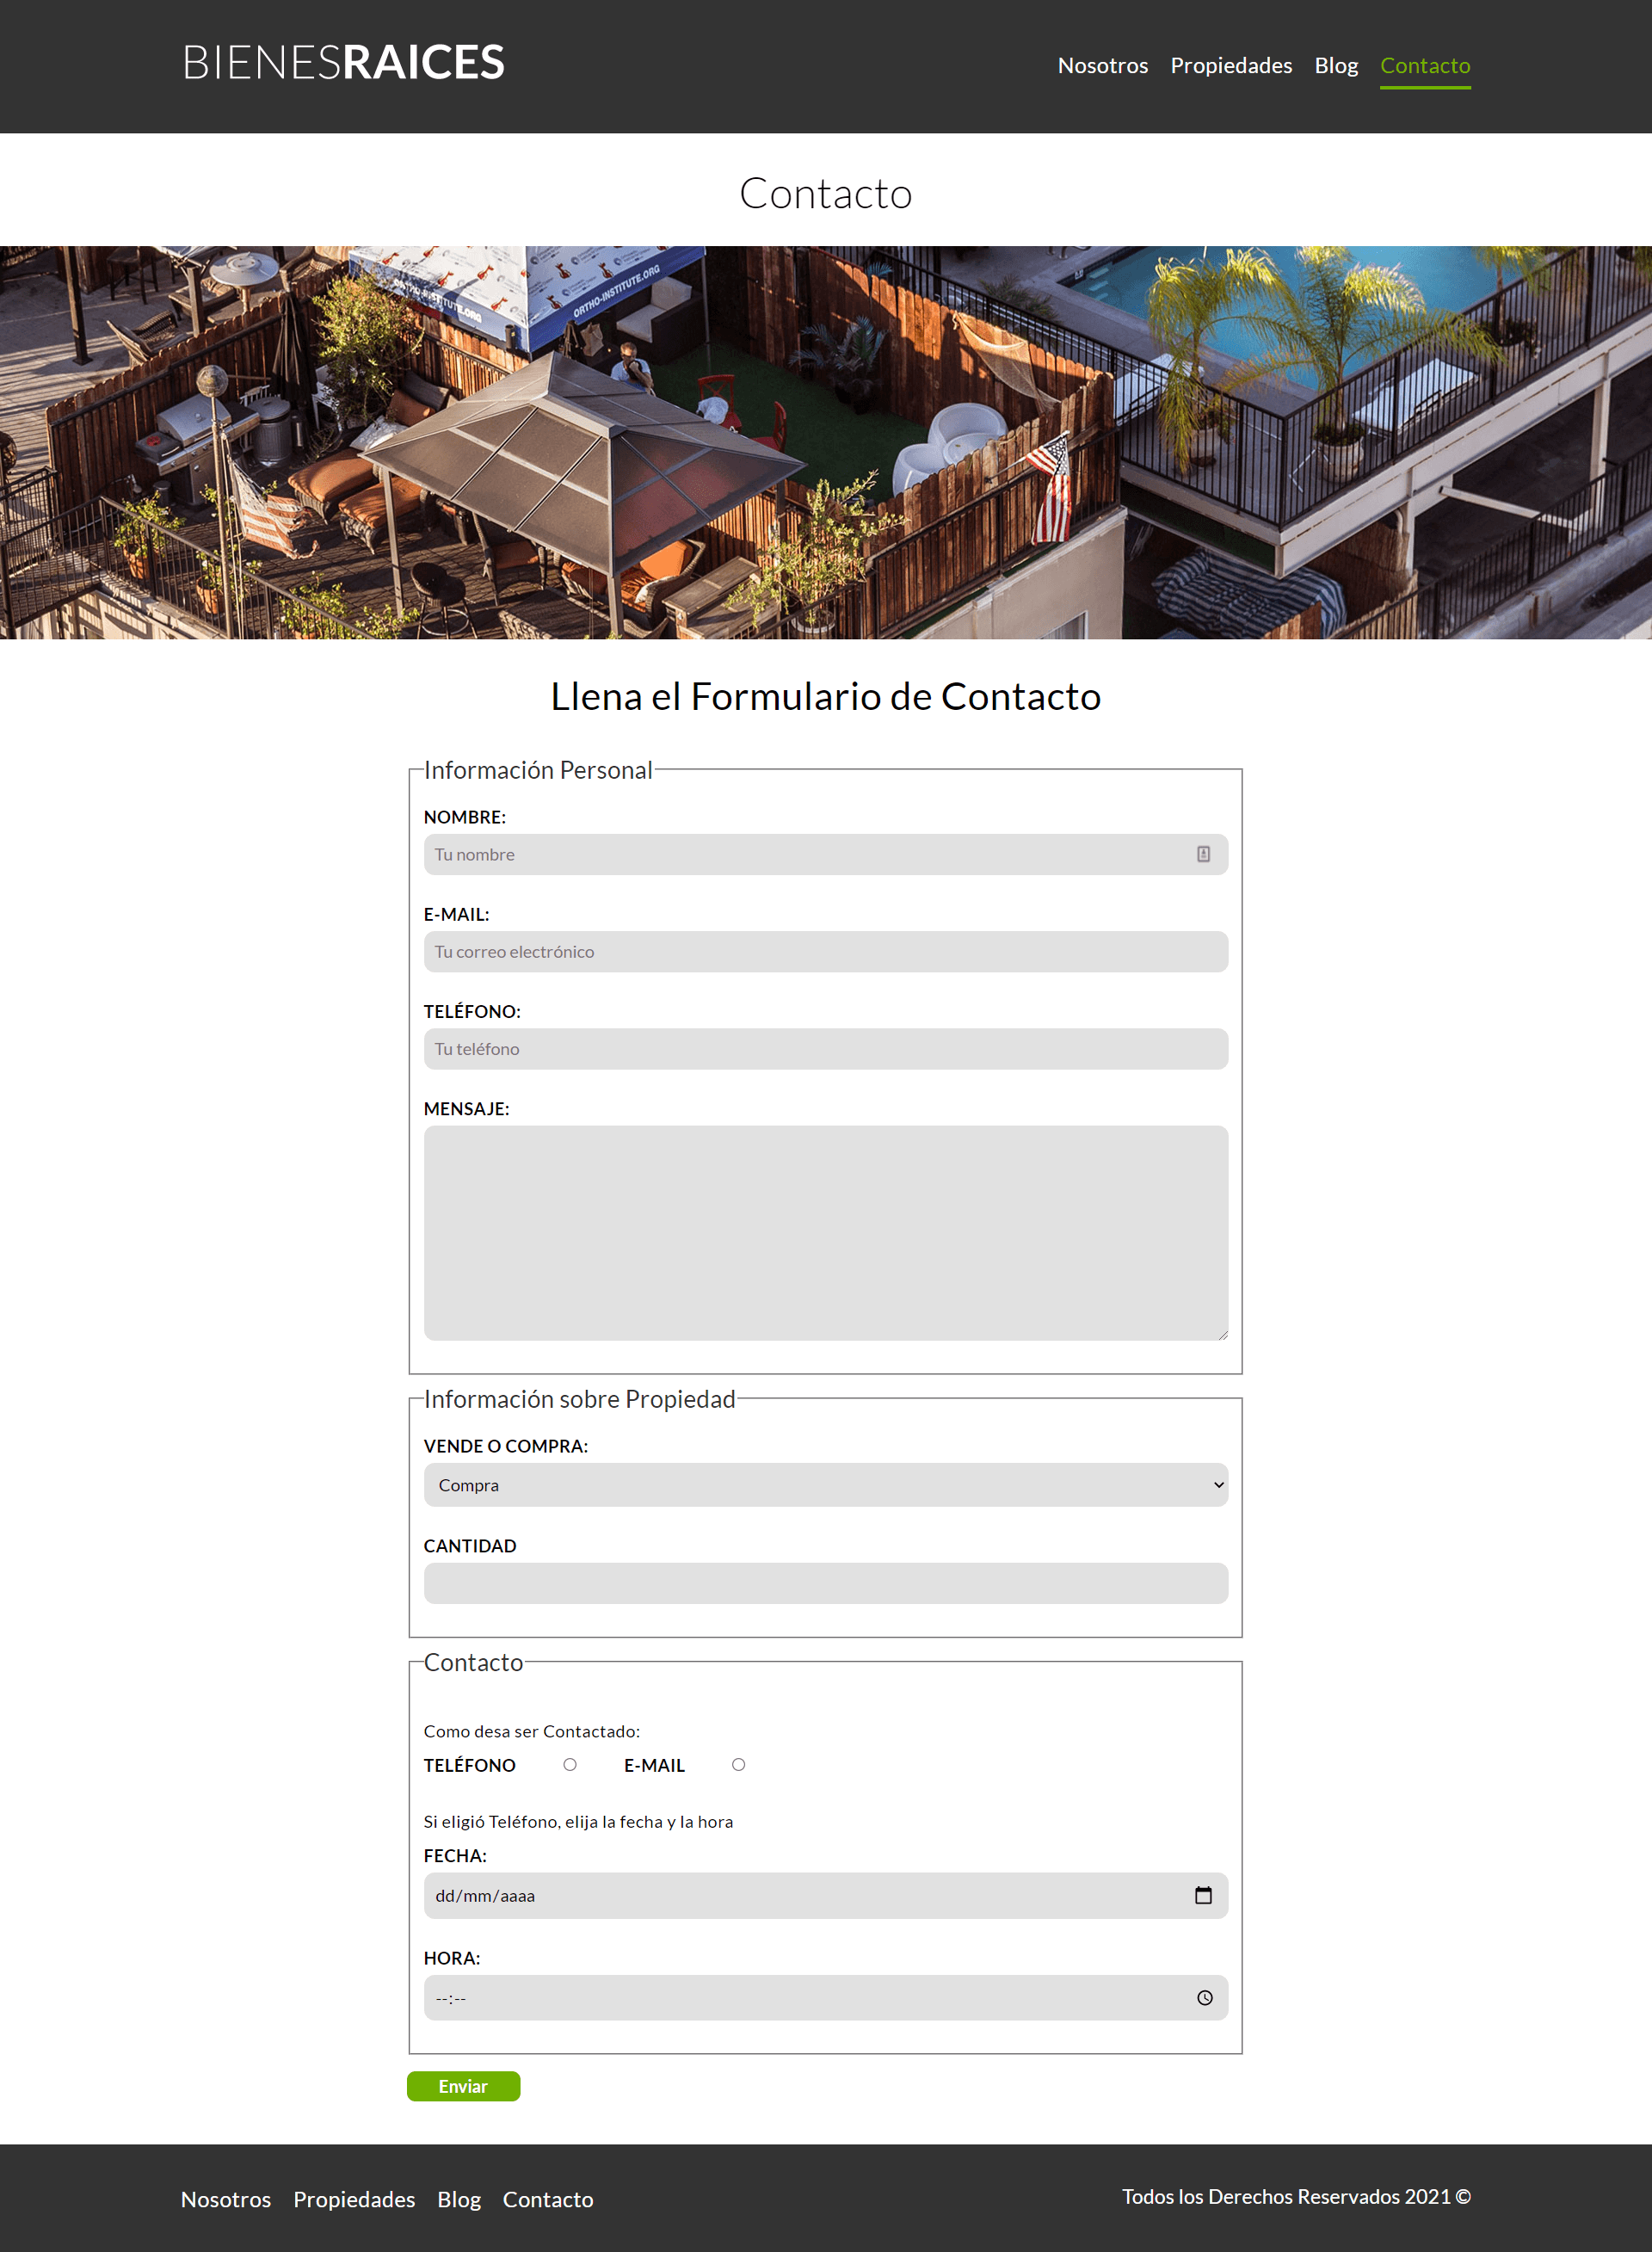 BIENESRAICES
Nosotros Propiedades Blog Contacto
Contacto
ORTHO-INSTITUTE.ORG
Llena el Formulario de Contacto
Información Personal
NOMBRE:
Tu nombre
E-MAIL:
Tu correo electrónico
TELÉFONO:
Tu teléfono
MENSAJE:
Información sobre Propiedad
VENDE O COMPRA:
Compra
CANTIDAD
Contacto
Como desa ser Contactado:
TELÉFONO E-MAIL
Si eligió Teléfono, elija la fecha y la hora
FECHA:
dd/mm/aaaa
HORA:
--:--
Enviar
Nosotros Propiedades Blog Contacto
Todos los Derechos Reservados 2021 ©